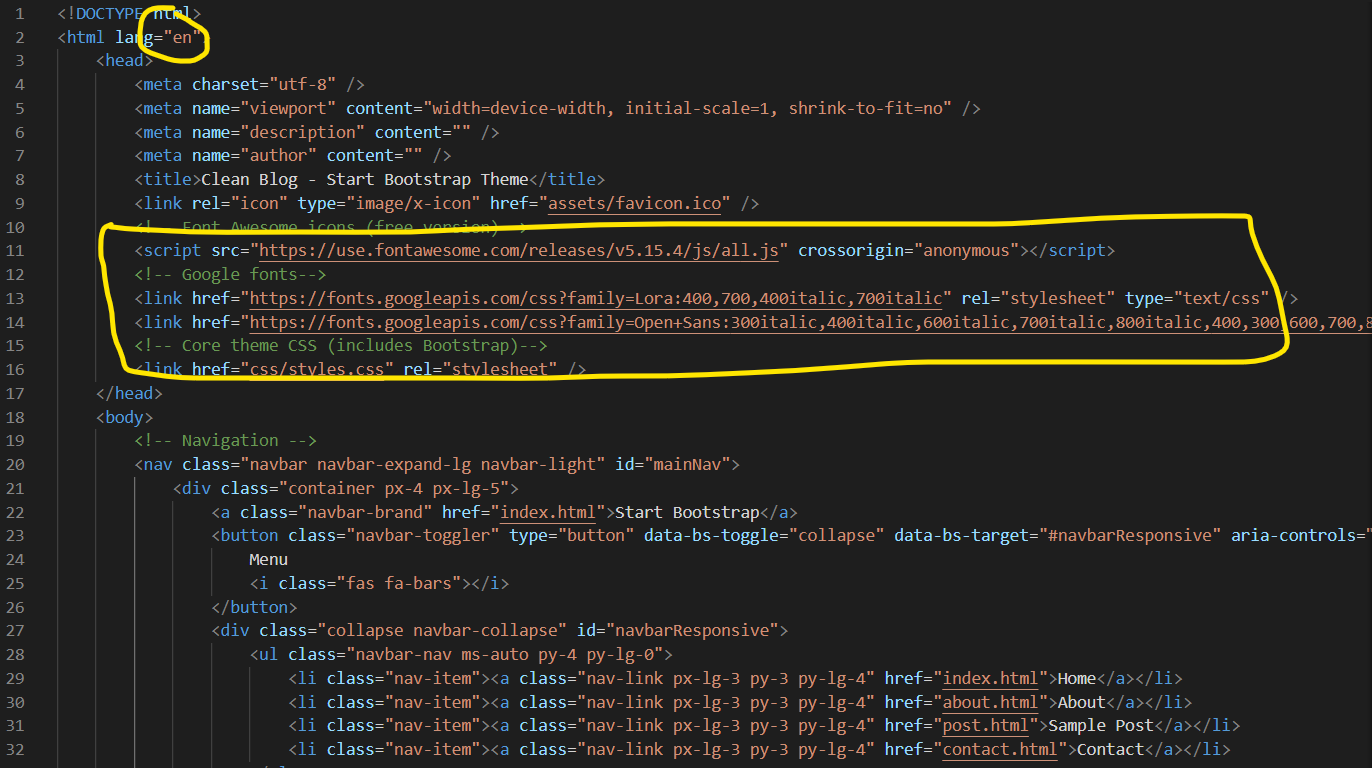 1 <!DOCTYPE html>
2 <html lang="en"
3 <head>
4 <meta charset="utf-8" />
5 <meta name="viewport" content="width=device-width, initial-scale=1, shrink-to-fit=no" />
6 <meta name="description" content="" />
7 <meta name="author" content="" />
8 <title>Clean Blog - Start Bootstrap Theme</title>
9 <link rel="icon" type="image/x-icon" href="assets/favicon.ico" />
10 <!-- Font Awesome icons (free version)-->
11 <script src="https://use.fontawesome.com/releases/v5.15.4/js/all.js" crossorigin="anonymous"></script>
12 <!-- Google fonts-->
13 <link href="https://fonts.googleapis.com/css?family=Lora:400,700,400italic,700italic" rel="stylesheet" type="text/css" />
14 <link href="https://fonts.googleapis.com/css?family=Open+Sans:300italic,400italic,600italic,700italic,800italic,400,300,600,700,8
15 <!-- Core theme CSS (includes Bootstrap)-->
16 <link href="css/styles.css" rel="stylesheet" />
17 </head>
18 <body>
19 <!-- Navigation -->
20 <nav class="navbar navbar-expand-lg navbar-light" id="mainNav">
21 <div class="container px-4 px-lg-5">
22 <a class="navbar-brand" href="index.html">Start Bootstrap</a>
23 <button class="navbar-toggler" type="button" data-bs-toggle="collapse" data-bs-target="#navbarResponsive" aria-controls="
24 Menu
25 <i class="fas fa-bars"></i>
26 </button>
27 <div class="collapse navbar-collapse" id="navbarResponsive">
28 <ul class="navbar-nav ms-auto py-4 py-lg-0">
29 <li class="nav-item"><a class="nav-link px-lg-3 py-3 py-lg-4" href="index.html">Home</a></li>
30 <li class="nav-item"><a class="nav-link px-lg-3 py-3 py-lg-4" href="about.html">About</a></li>
31 <li class="nav-item"><a class="nav-link px-lg-3 py-3 py-lg-4" href="post.html">Sample Post</a></li>
32 <li class="nav-item"><a class="nav-link px-lg-3 py-3 py-lg-4" href="contact.html">Contact</a></li>